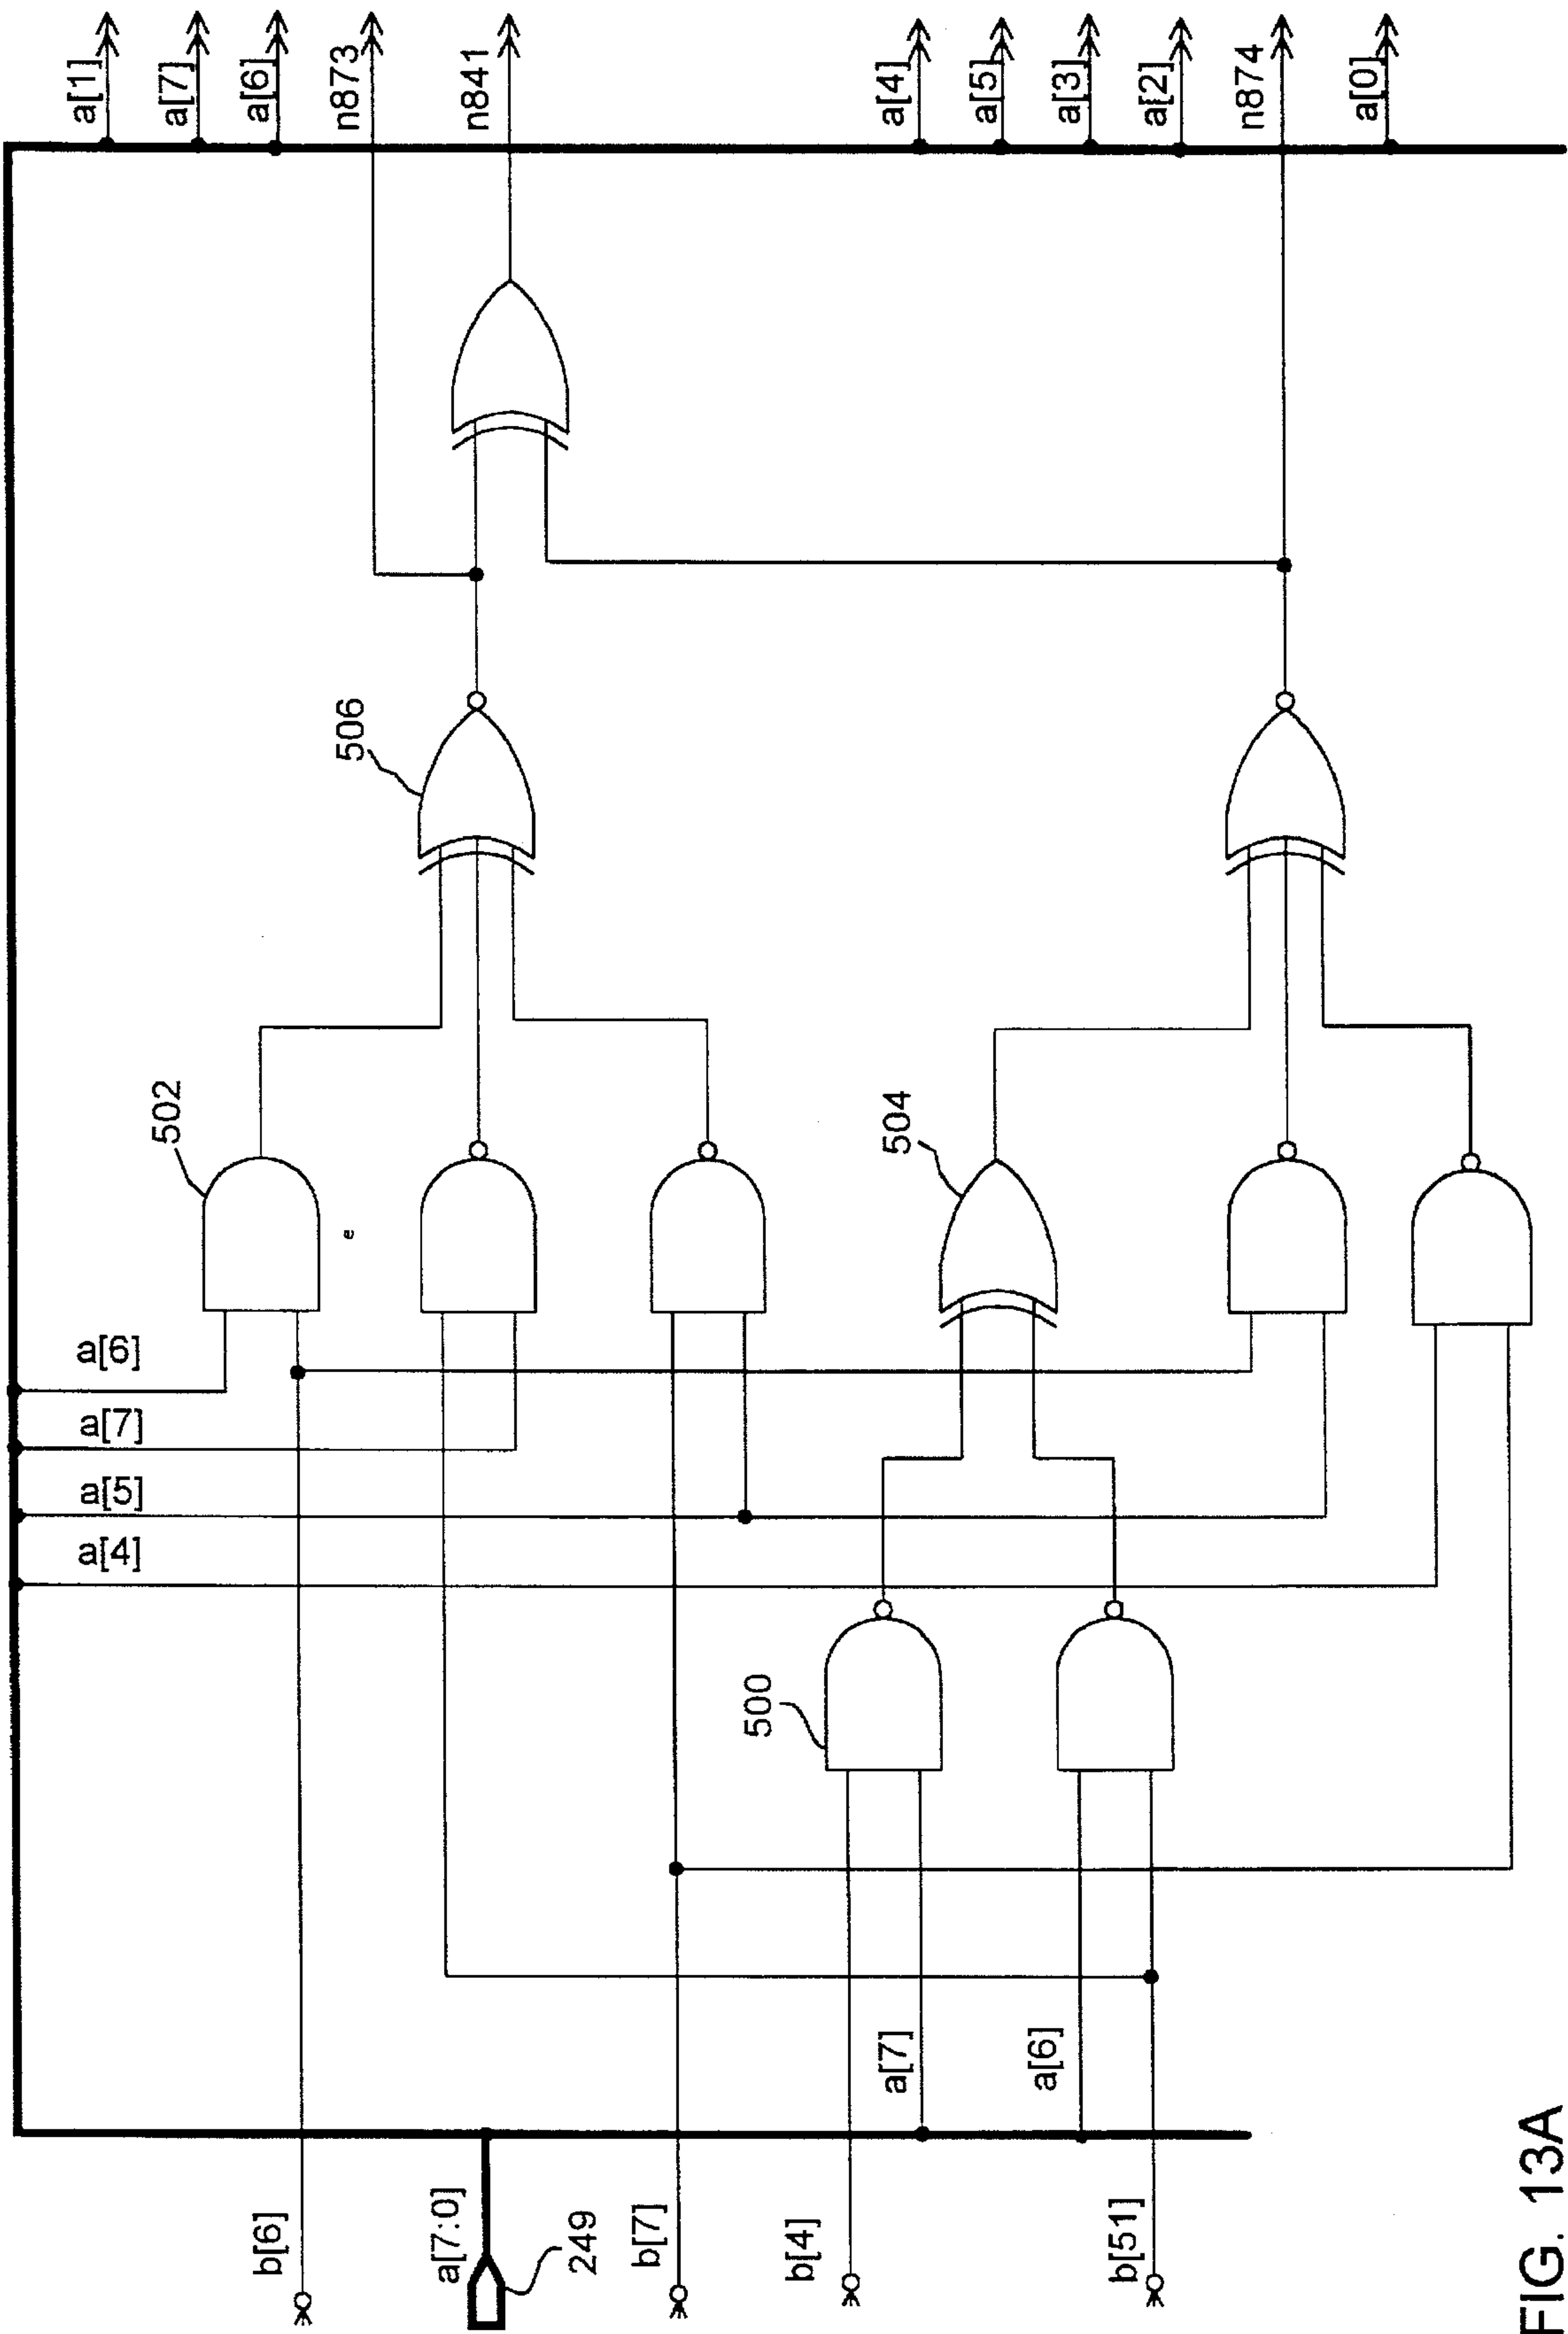 a[1]
a[7]
a[6]
n873
n841
a[4]
a[5]
a[3]
a[2]
n874
a[0]
506
502
504
e
a[6]
a[7]
a[5]
a[4]
500
a[7]
a[6]
b[6]
a[7:0]
249
b[7]
b[4]
b[51]
FIG. 13A